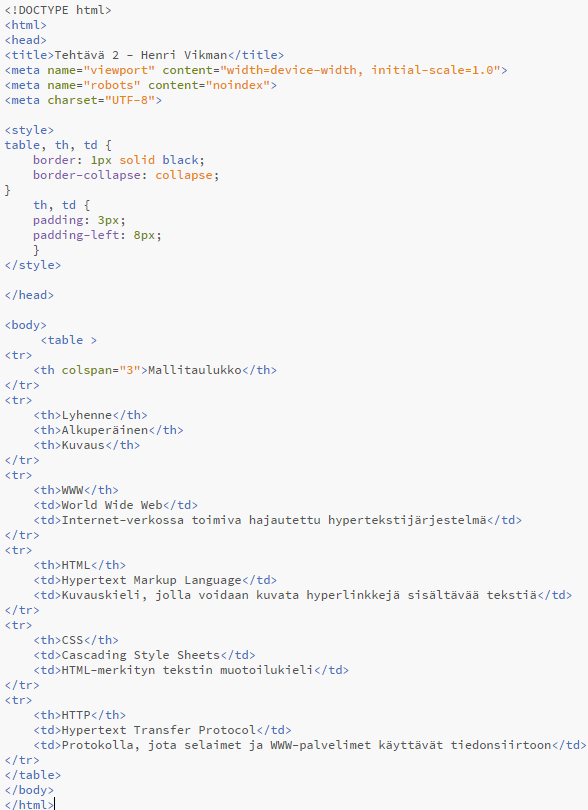 <!DOCTYPE html>
<html>
<head>
<title>Tehtävä 2 - Henri Vikman</title>
<meta name="viewport" content="width=device-width, initial-scale=1.0">
<meta name="robots" content="noindex">
<meta charset="UTF-8">

<style>
table, th, td {
    border: 1px solid black;
    border-collapse: collapse;
}
    th, td {
    padding: 3px;
    padding-left: 8px;
    }
</style>

</head>

<body>
     <table >
<tr>
    <th colspan="3">Mallitaulukko</th>
</tr>
<tr>
    <th>Lyhenne</th>
    <th>Alkuperäinen</th>
    <th>Kuvaus</th>
</tr>
<tr>
    <th>WWW</th>
    <td>World Wide Web</td>
    <td>Internet-verkossa toimiva hajautettu hypertekstijärjestelmä</td>
</tr>
<tr>
    <th>HTML</th>
    <td>Hypertext Markup Language</td>
    <td>Kuvauskieli, jolla voidaan kuvata hyperlinkkejä sisältävää tekstiä</td>
</tr>
<tr>
    <th>CSS</th>
    <td>Cascading Style Sheets</td>
    <td>HTML-merkityn tekstin muotoilukieli</td>
</tr>
<tr>
    <th>HTTP</th>
    <td>Hypertext Transfer Protocol</td>
    <td>Protokolla, jota selaimet ja WWW-palvelimet käyttävät tiedonsiirtoon</td>
</tr>
</table>
</body>
</html>